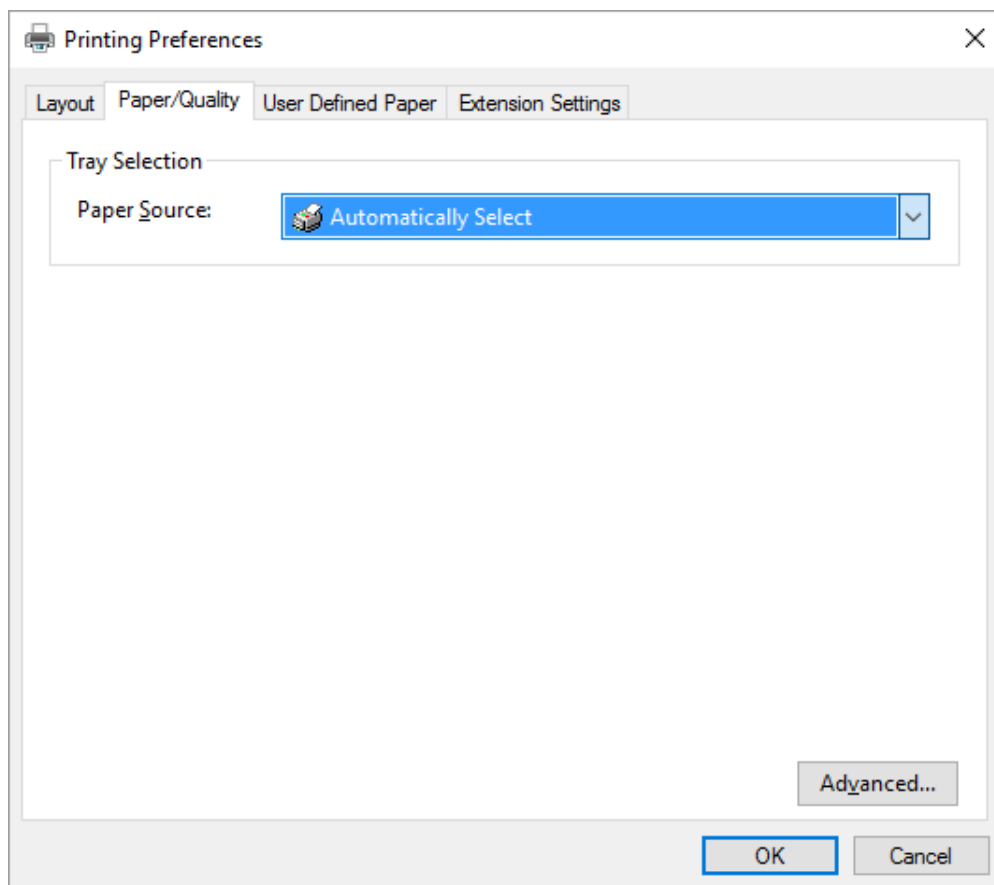 Printing Preferences
Layout Paper/Quality User Defined Paper Extension Settings
Tray Selection
Paper Source: Automatically Select
Advanced...
OK Cancel